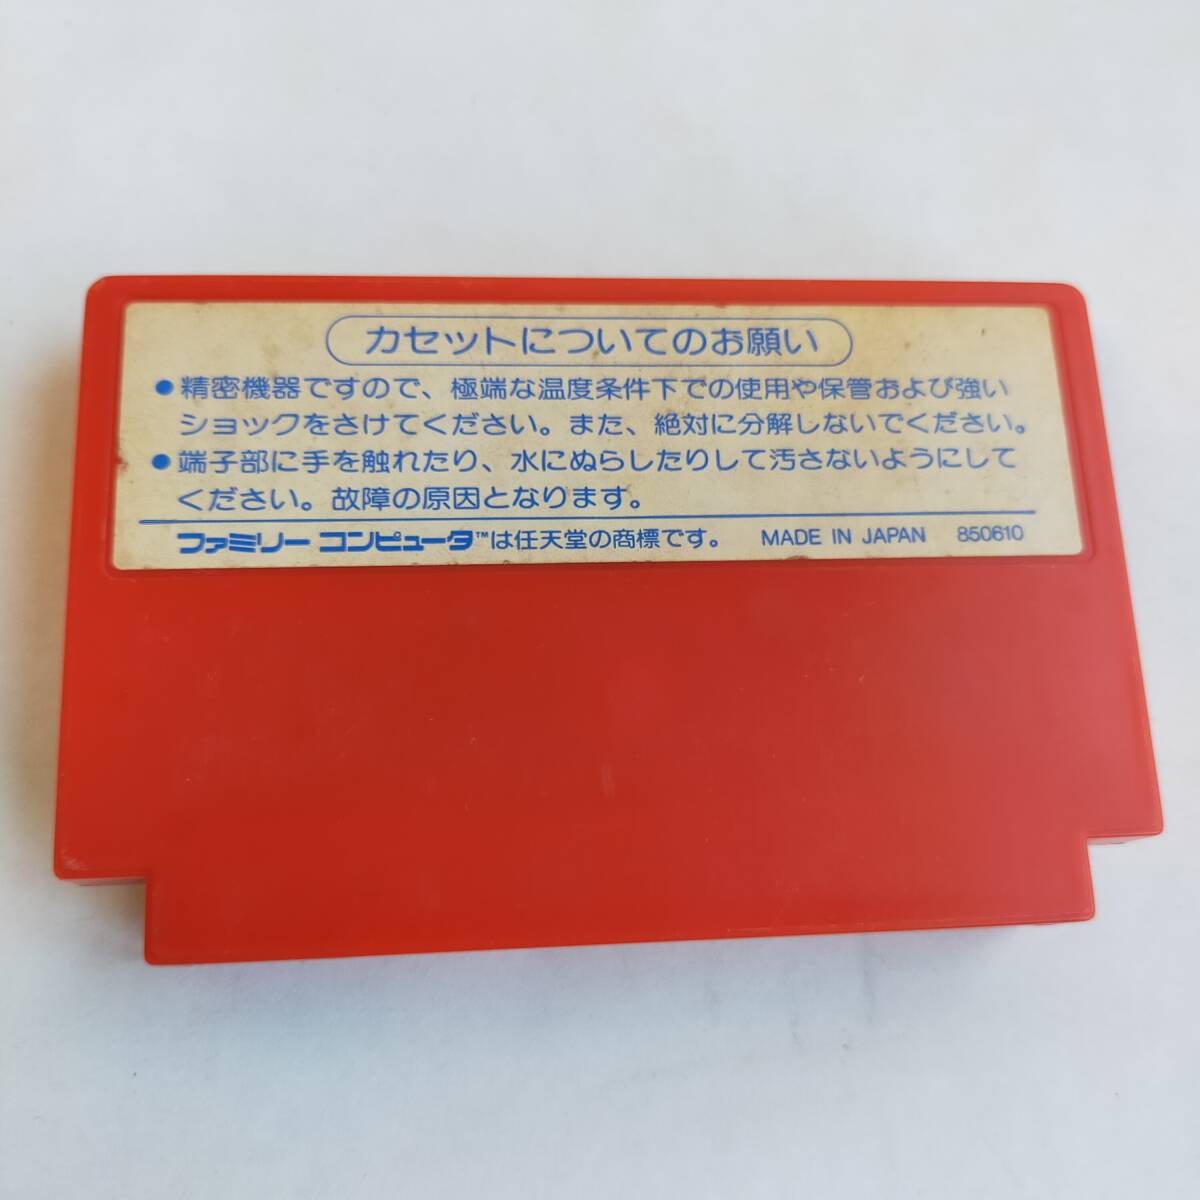 カセットについてのお願い
●精密機器ですので、極端な温度条件下での使用や保管および強い
ショックをさけてください。また、絶対に分解しないでください。
●端子部に手を触れたり、水にぬらしたりして汚さないようにして
ください。故障の原因となります。
ファミリー コンピュータ™は任天堂の商標です。 MADE IN JAPAN 850610